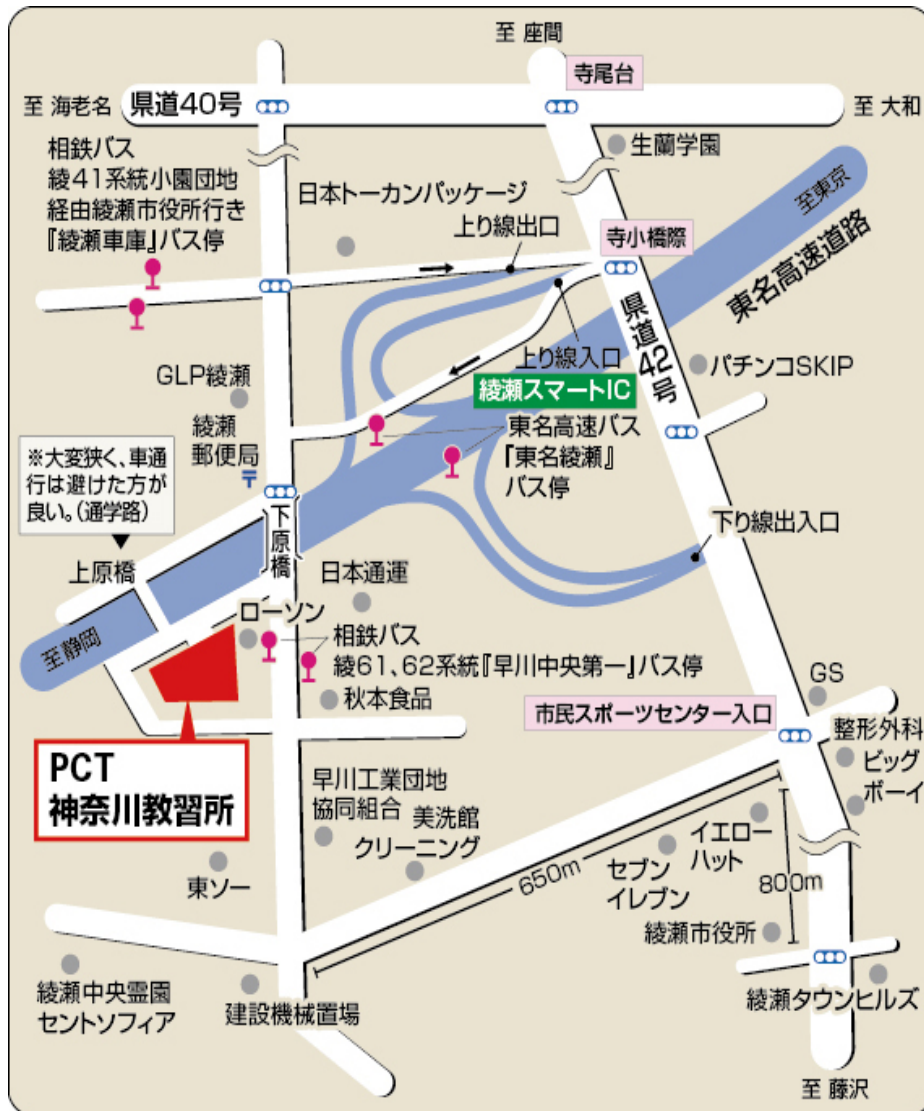 至 座間
寺尾台
至 海老名
県道40号
至 大和
相鉄バス
綾41系統小園団地
経由綾瀬市役所行き
『綾瀬車庫』バス停
生蘭学園
日本トーカンパッケージ
至東京
上り線出口
寺小橋際
東名高速道路
県道42号
上り線入口
パチンコSKIP
GLP綾瀬
綾瀬スマートIC
綾瀬
郵便局
〒
東名高速バス
『東名綾瀬』
バス停
※大変狭く、車通
行は避けた方が
良い。(通学路)
下原橋
下り線出入口
上原橋
日本通運
ローソン
至静岡
相鉄バス
綾61、62系統『早川中央第一』バス停
秋本食品
GS
市民スポーツセンター入口
整形外科
ビッグ
ボーイ
PCT
神奈川教習所
早川工業団地
協同組合
美洗館
クリーニング
イエロー
ハット
セブン
イレブン
650m
800m
東ソー
綾瀬市役所
綾瀬中央霊園
セントソフィア
建設機械置場
綾瀬タウンヒルズ
至 藤沢